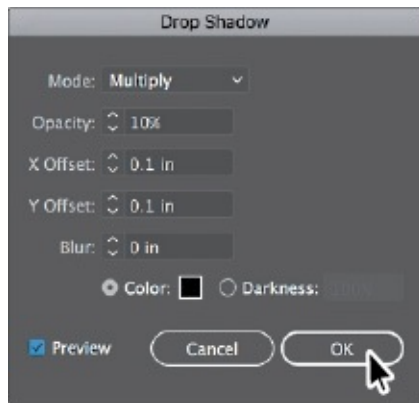 Drop Shadow
Mode: Multiply
Opacity: 10%
X Offset: 0.1 in
Y Offset: 0.1 in
Blur: 0 in
Color: Darkness: 100%
Preview Cancel OK